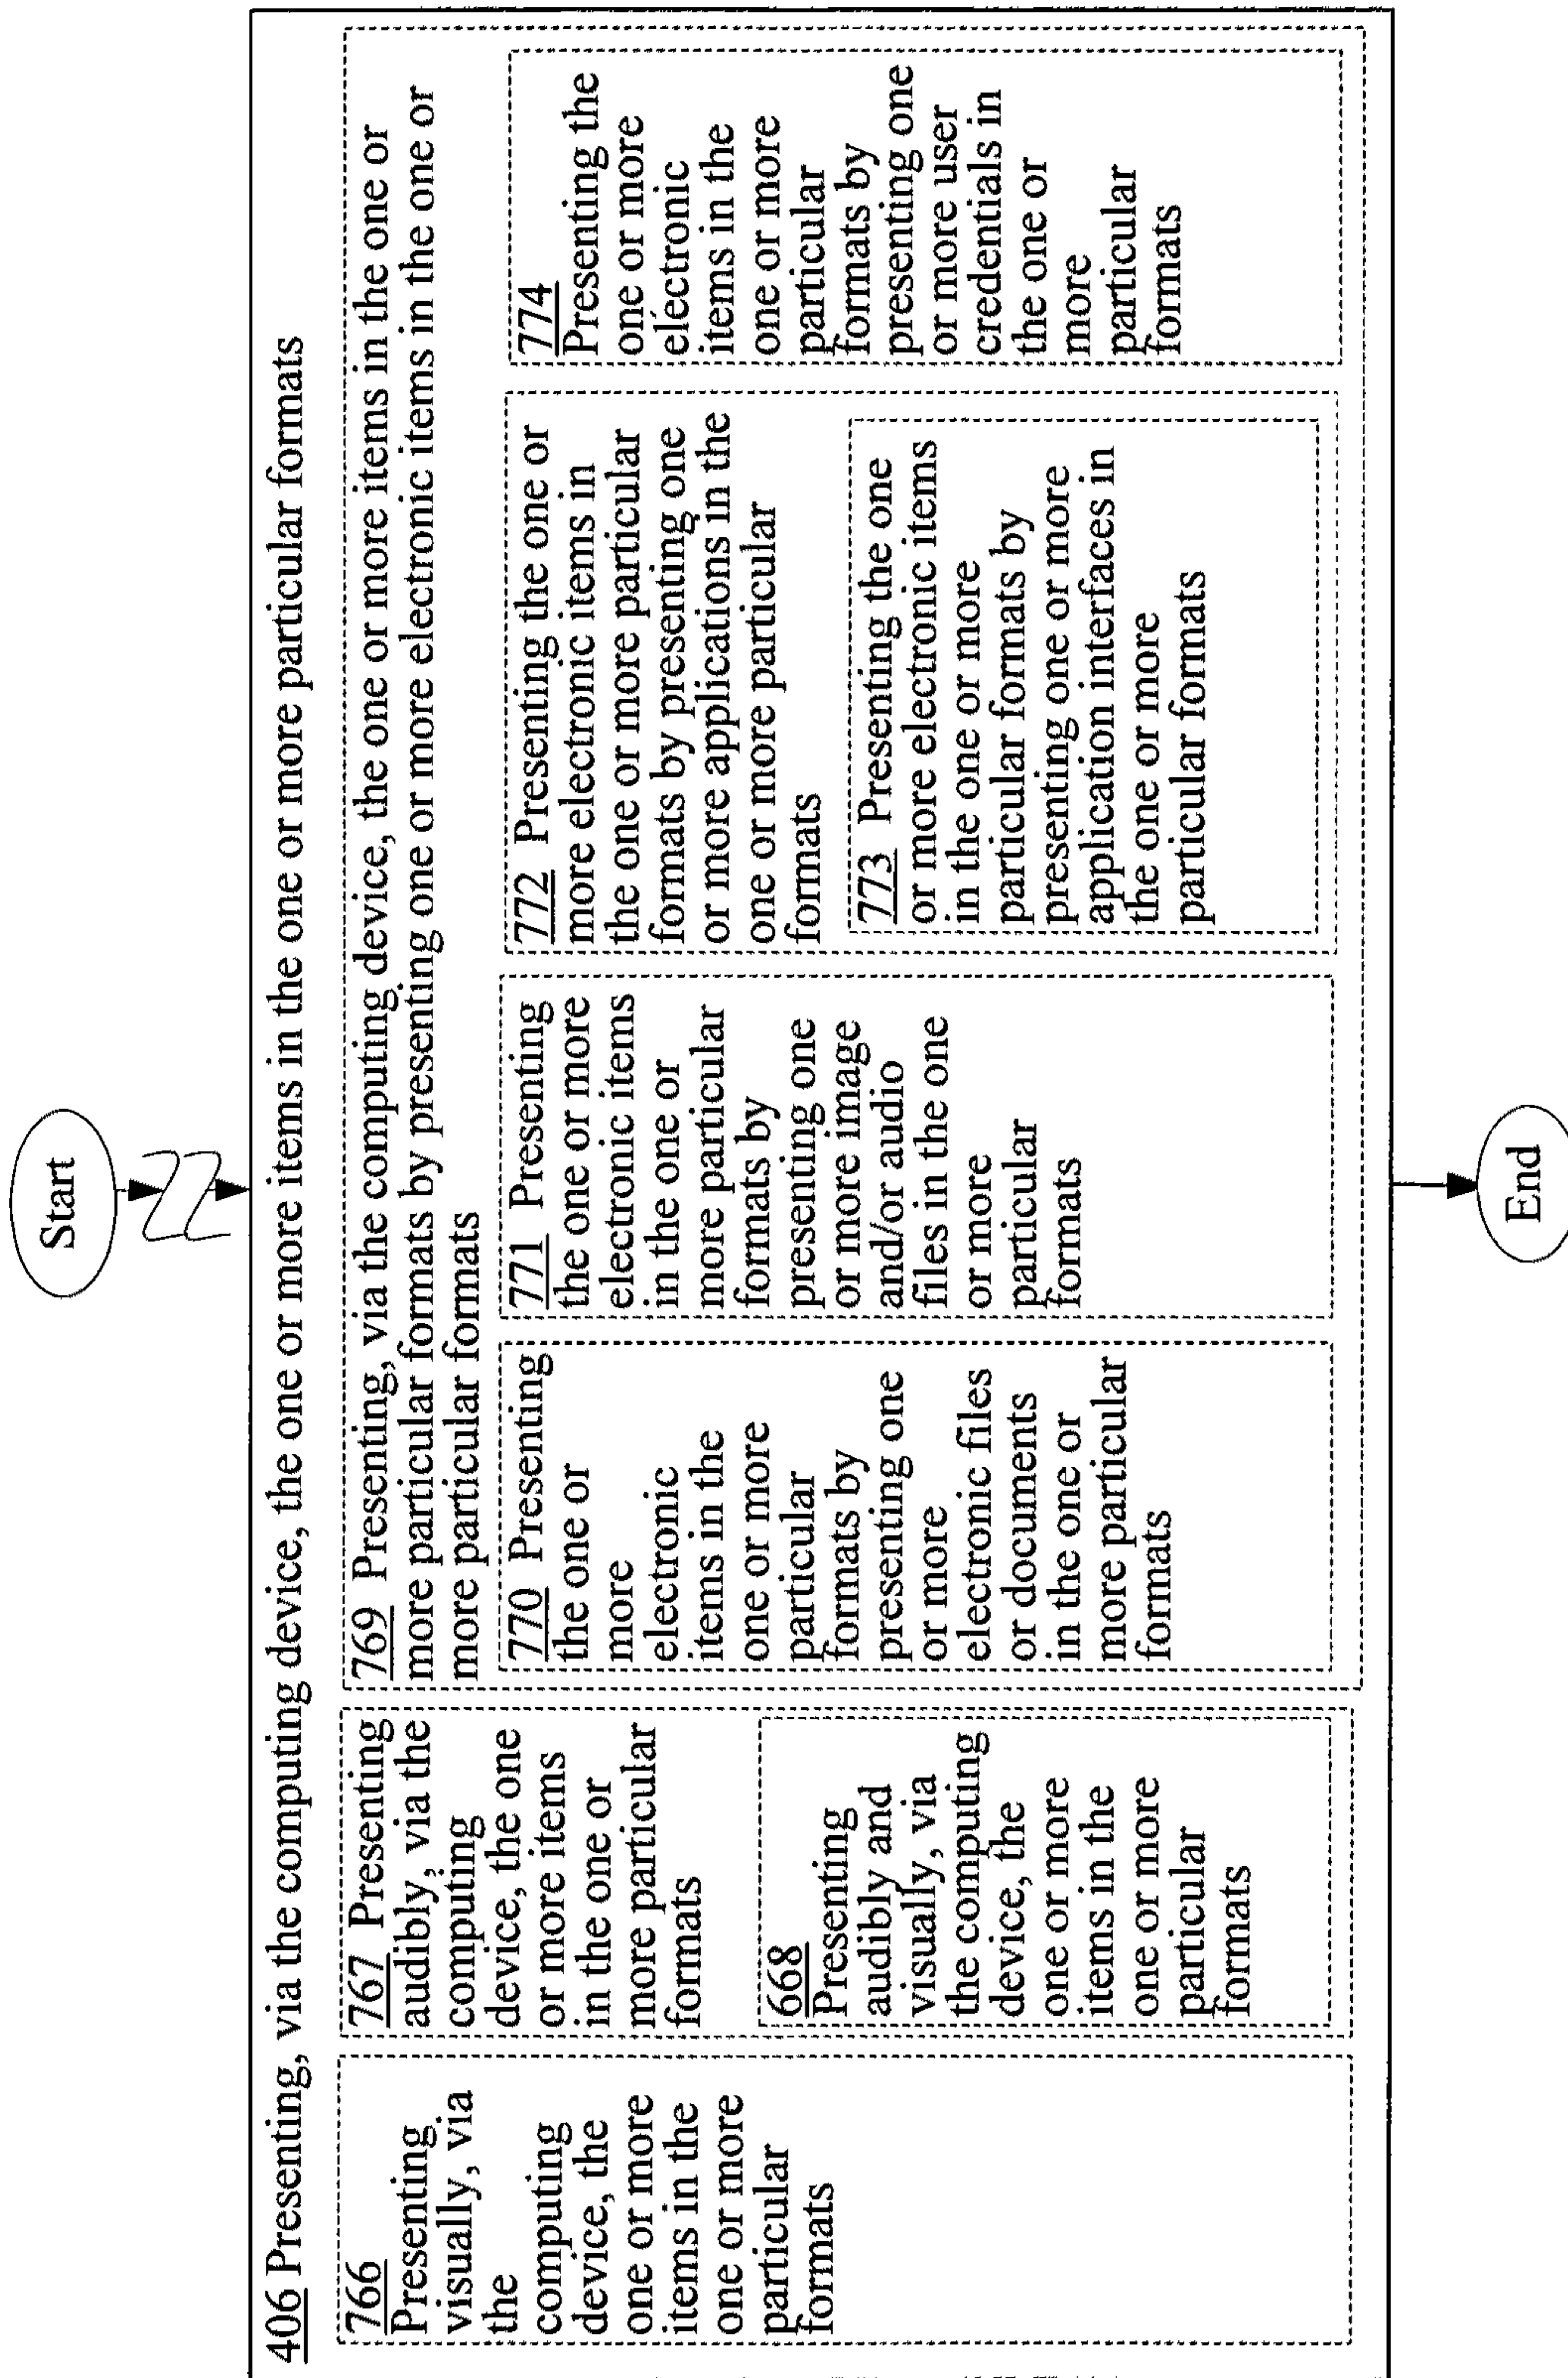 Start
406 Presenting, via the computing device, the one or more items in the one or more particular formats
766
Presenting
visually, via
the
computing
device, the
one or more
items in the
one or more
particular
formats
767 Presenting
audibly, via the
computing
device, the one
or more items
in the one or
more particular
formats
668
Presenting
audibly and
visually, via
the computing
device, the
one or more
items in the
one or more
particular
formats
769 Presenting, via the computing device, the one or more items in the one or
more particular formats by presenting one or more electronic items in the one or
more particular formats
770 Presenting
the one or
more
electronic
items in the
one or more
particular
formats by
presenting one
or more
electronic files
or documents
in the one or
more particular
formats
771 Presenting
the one or more
electronic items
in the one or
more particular
formats by
presenting one
or more image
and/or audio
files in the one
or more
particular
formats
772 Presenting the one or
more electronic items in
the one or more particular
formats by presenting one
or more applications in the
one or more particular
formats
773 Presenting the one
or more electronic items
in the one or more
particular formats by
presenting one or more
application interfaces in
the one or more
particular formats
774
Presenting the
one or more
electronic
items in the
one or more
particular
formats by
presenting one
or more user
credentials in
the one or
more
particular
formats
End